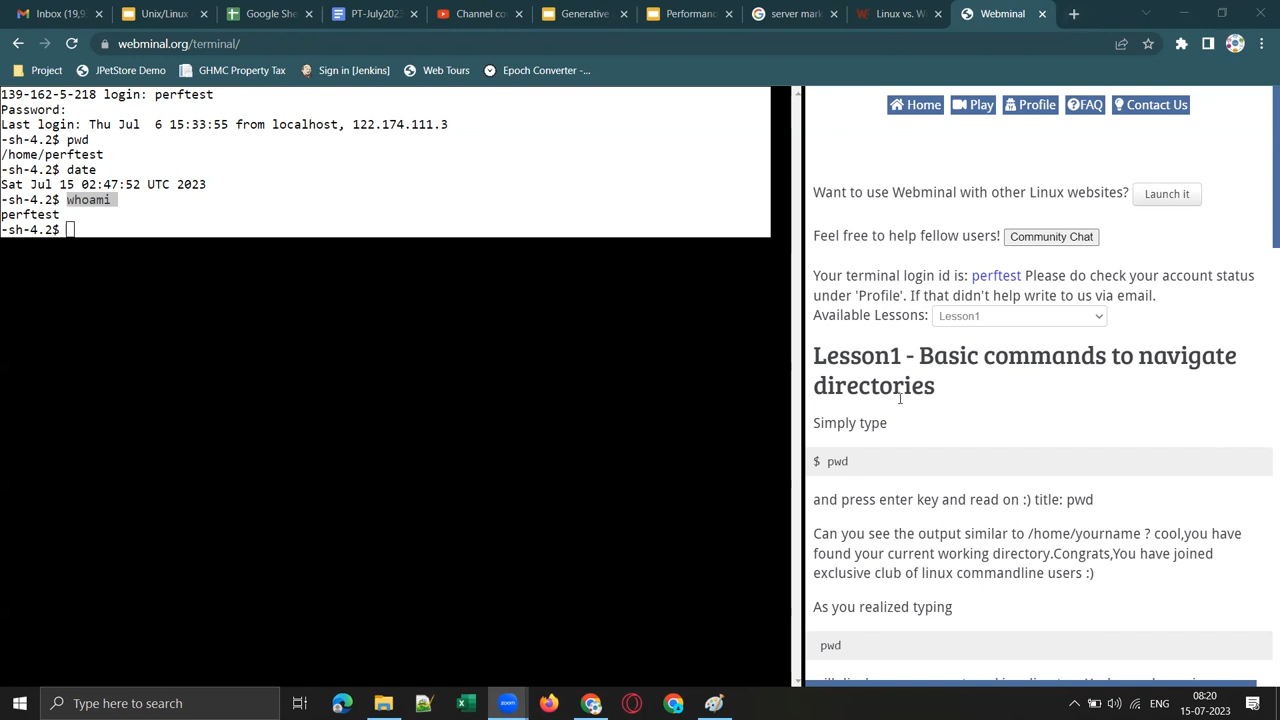 Inbox (3,9
Unix/Linux
Google She
PT-July202
Channel co
Generative
Performanc
server mark
Linux vs. W
Webminal
webminal.org/terminal/
Project
JPetStore Demo
GHMC Property Tax
Sign in [Jenkins]
Web Tours
Epoch Converter -...
139-162-5-218 login: perftest
Password:
Last login: Thu Jul  6 15:33:55 from localhost, 122.174.111.3
-sh-4.2$ pwd
/home/perftest
-sh-4.2$ date
Sat Jul 15 02:47:52 UTC 2023
-sh-4.2$ whoami
perftest
-sh-4.2$
Home
Play
Profile
FAQ
Contact Us
Want to use Webminal with other Linux websites? Launch it
Feel free to help fellow users! Community Chat
Your terminal login id is: perftest Please do check your account status
under 'Profile'. If that didn't help write to us via email.
Available Lessons: Lesson1
Lesson1 - Basic commands to navigate
directories
Simply type
$ pwd
and press enter key and read on :) title: pwd
Can you see the output similar to /home/yourname ? cool,you have
found your current working directory.Congrats,You have joined
exclusive club of linux commandline users :)
As you realized typing
pwd
Type here to search
zoom
ENG
08:20
15-07-2023